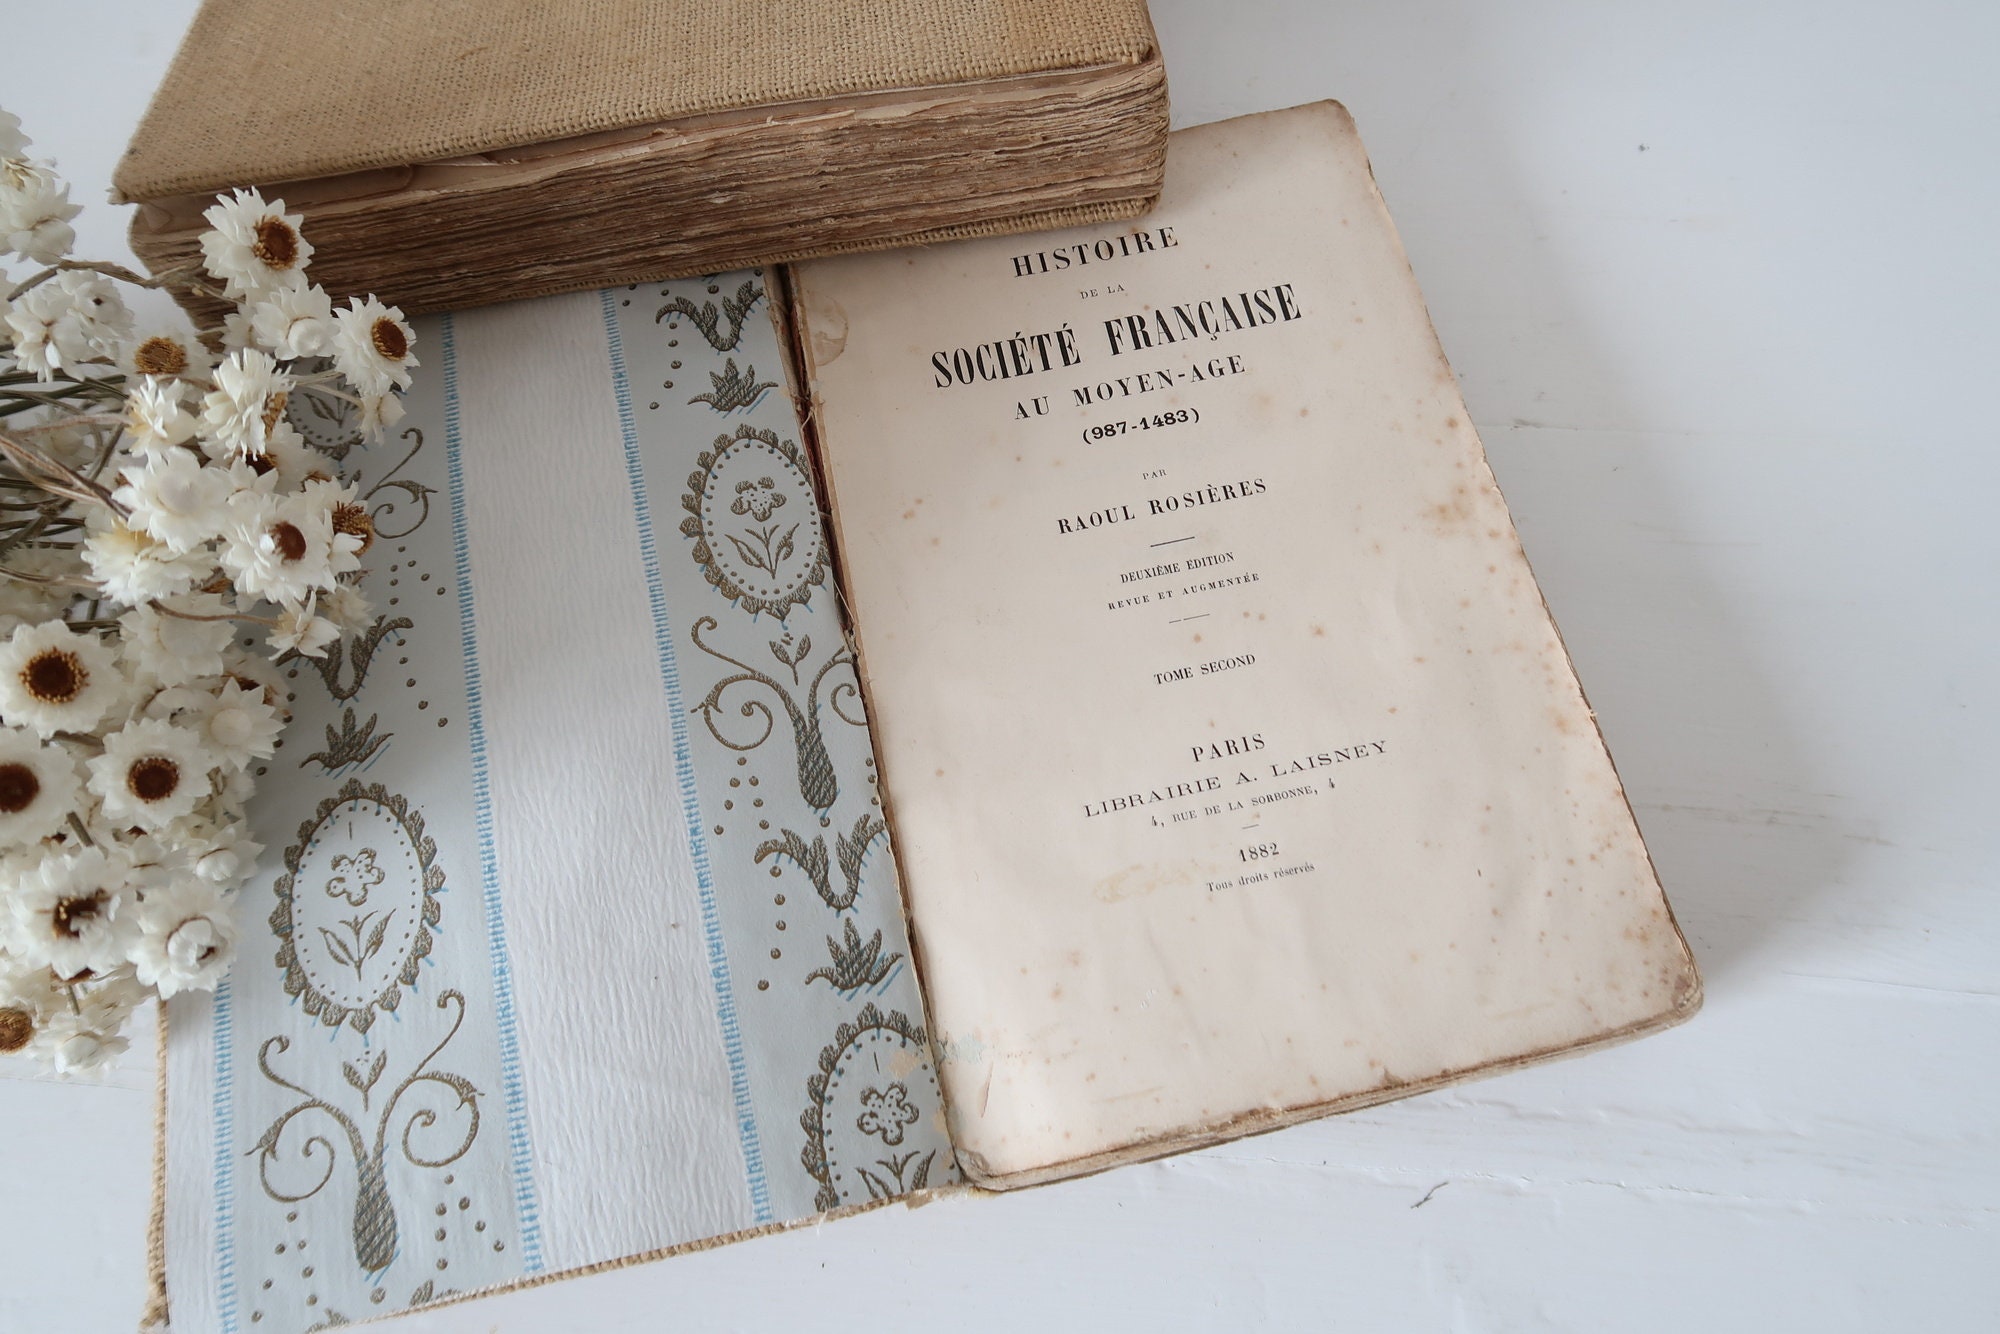 HISTOIRE
DE LA
SOCIÉTÉ FRANÇAISE
AU MOYEN-AGE
(987-1483)
PAR
RAOUL ROSIÈRES
DEUXIÈME ÉDITION
REVUE ET AUGMENTÉE
TOME SECOND
PARIS
LIBRAIRIE A. LAISNEY
4, RUE DE LA SORBONNE, 4
1882
Tous droits réservés